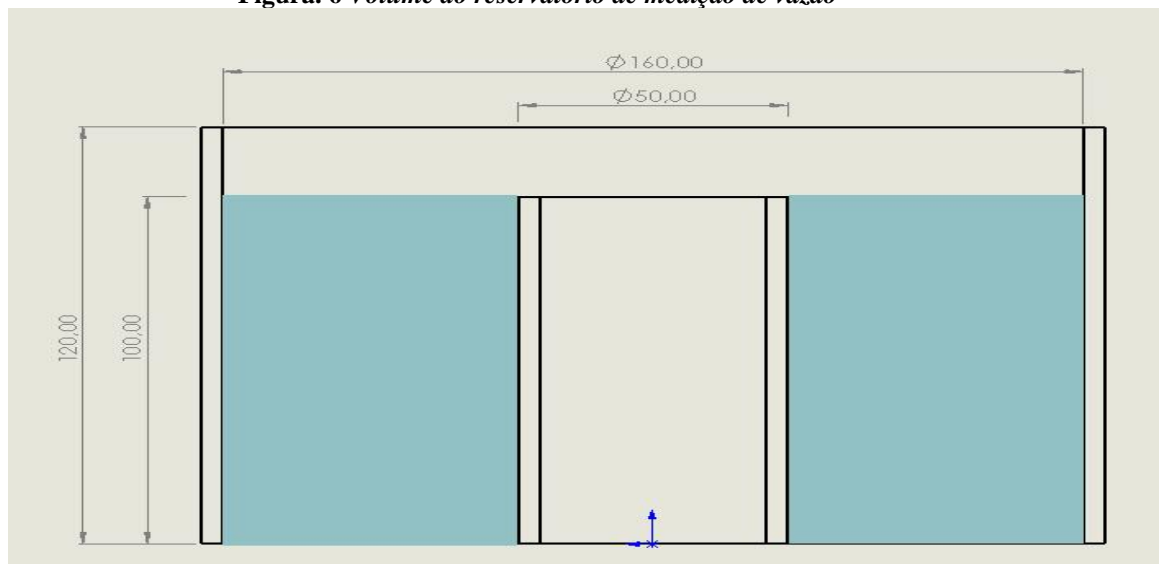 Figura: 6 Volume do reservatório de medição de vazão
Ø160,00
Ø50,00
120,00
100,00